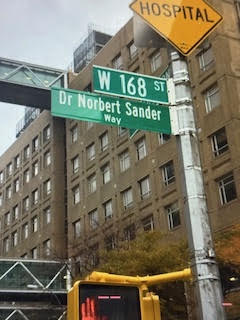 HOSPITAL
W 168 ST
Dr Norbert Sander
Way